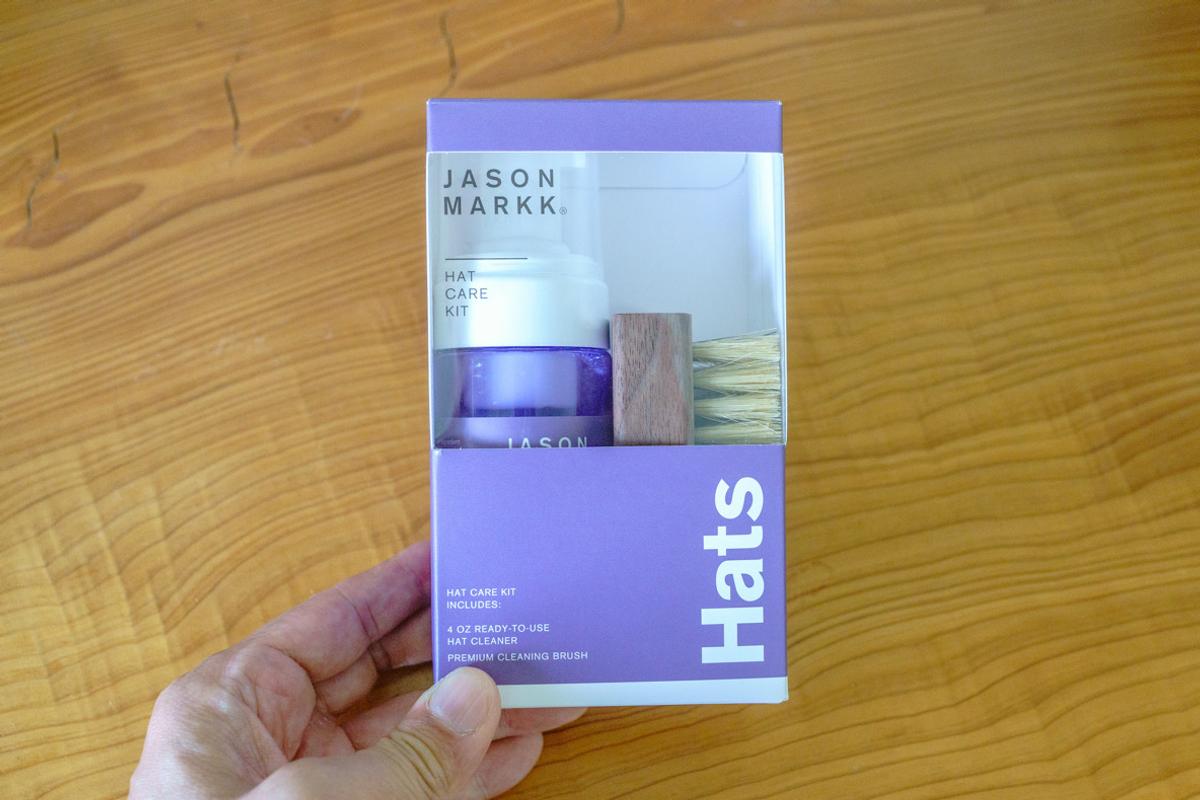 JASON
MARKK®
HAT
CARE
KIT
JASON
Hats
HAT CARE KIT
INCLUDES:
4 OZ READY-TO-USE
HAT CLEANER
PREMIUM CLEANING BRUSH